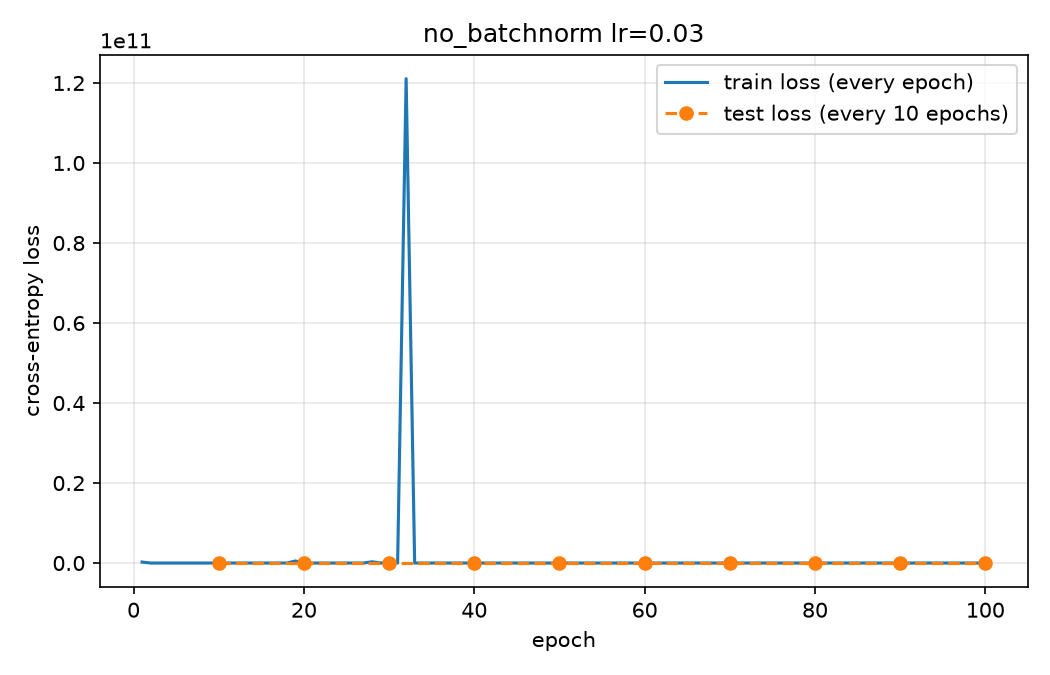 no_batchnorm lr=0.03
1e11
train loss (every epoch)
test loss (every 10 epochs)
1.2
1.0
0.8
0.6
0.4
0.2
0.0
cross-entropy loss
0 20 40 60 80 100
epoch